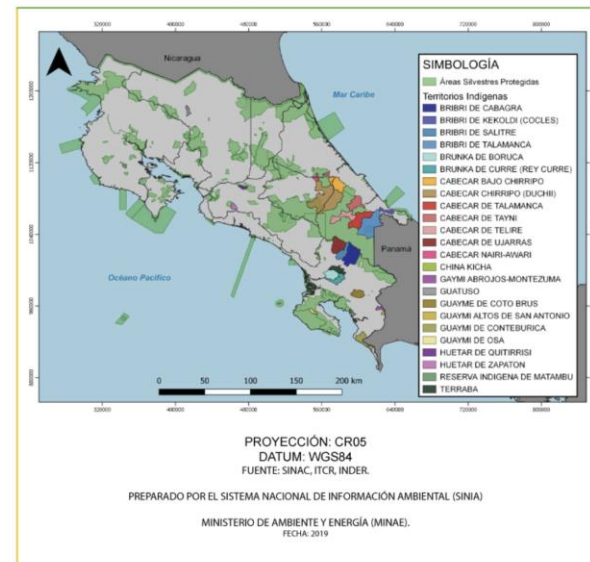 Nicaragua
Mar Caribe
Panamá
Océano Pacífico
0 50 100 150 200 km
SIMBOLOGÍA
Áreas Silvestres Protegidas
Territorios Indígenas
BRIBRI DE CABAGRA
BRIBRI DE KEKOLDI (COCLES)
BRIBRI DE SALITRE
BRIBRI DE TALAMANCA
BRUNKA DE BORUCA
BRUNKA DE CURRE (REY CURRE)
CABECAR BAJO CHIRRIPO
CABECAR CHIRRIPO (DUCHII)
CABECAR DE TALAMANCA
CABECAR DE TAYNI
CABECAR DE TELIRE
CABECAR DE UJARRAS
CABECAR NAIRI-AWARI
CHINA KICHA
GAYMI ABROJOS-MONTEZUMA
GUATUSO
GUAYME DE COTO BRUS
GUAYMI ALTOS DE SAN ANTONIO
GUAYMI DE CONTEBURICA
GUAYMI DE OSA
HUETAR DE QUITIRRISI
HUETAR DE ZAPATON
RESERVA INDIGENA DE MATAMBU
TERRABA
PROYECCIÓN: CR05
DATUM: WGS84
FUENTE: SINAC, ITCR, INDER.
PREPARADO POR EL SISTEMA NACIONAL DE INFORMACIÓN AMBIENTAL (SINIA)
MINISTERIO DE AMBIENTE Y ENERGÍA (MINAE).
FECHA: 2019